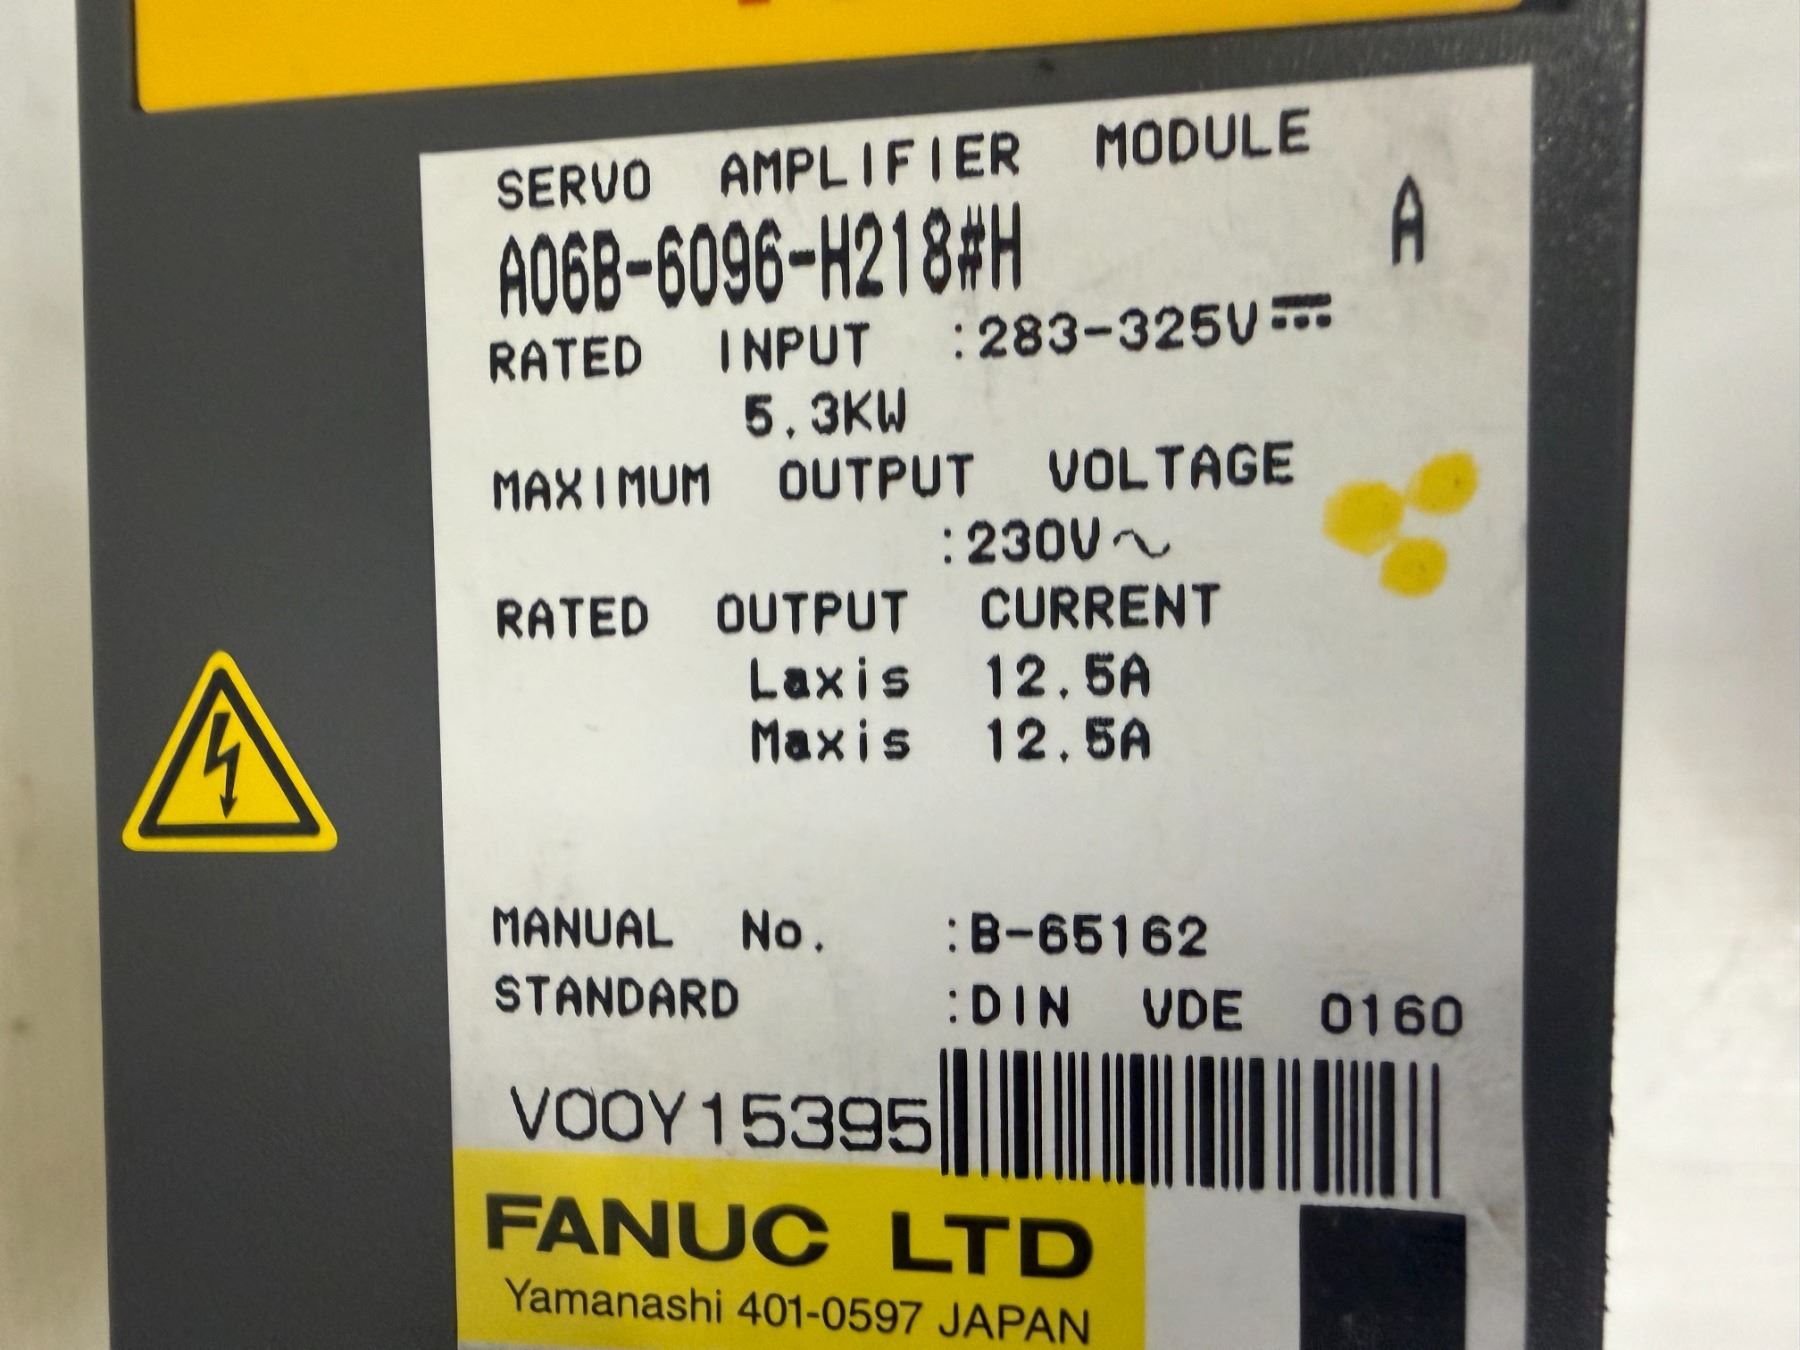 SERVO AMPLIFIER MODULE
A06B-6096-H218#H A
RATED INPUT :283-325V⎓
5.3KW
MAXIMUM OUTPUT VOLTAGE
:230V~
RATED OUTPUT CURRENT
Laxis 12.5A
Maxis 12.5A
MANUAL No. :B-65162
STANDARD :DIN VDE 0160
V00Y15395
FANUC LTD
Yamanashi 401-0597 JAPAN